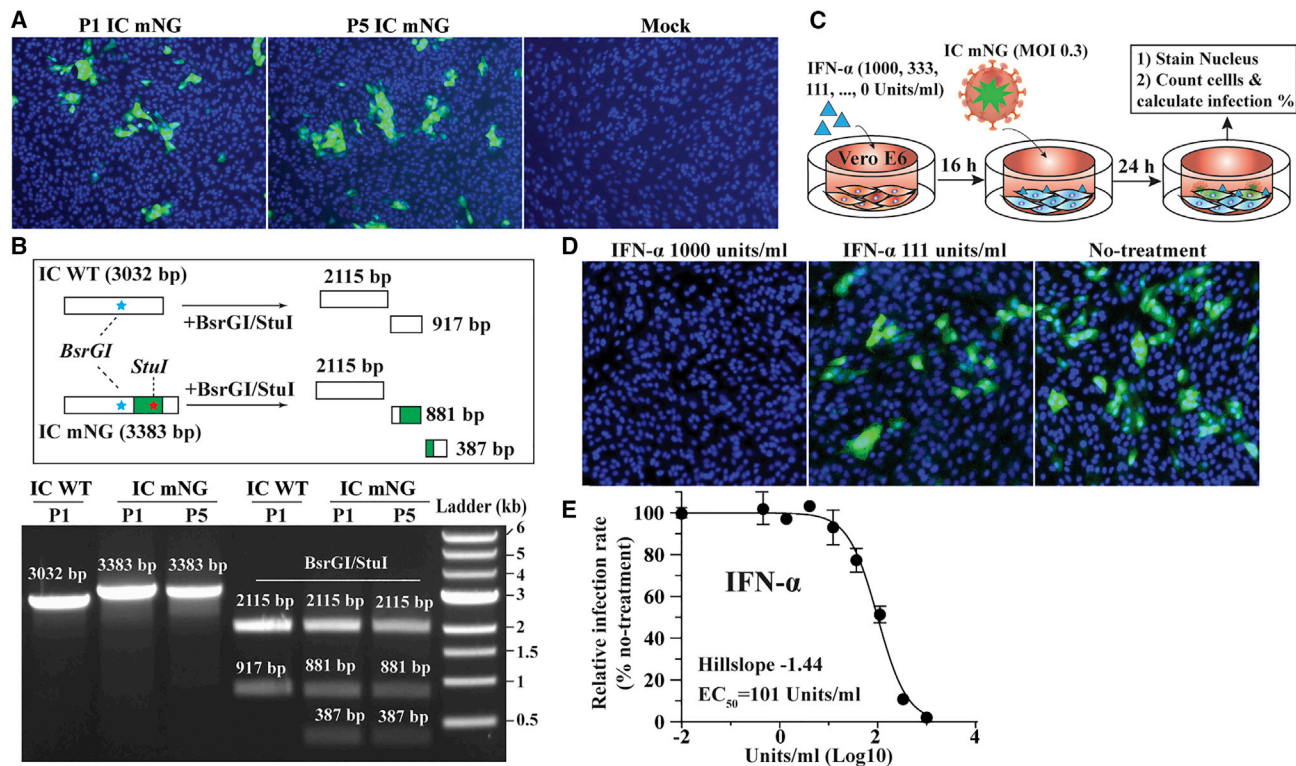 A
P1 IC mNG
P5 IC mNG
Mock
B
IC WT (3032 bp)
+BsrGI/StuI
2115 bp
917 bp
BsrGI
StuI
+BsrGI/StuI
2115 bp
881 bp
387 bp
IC mNG (3383 bp)
IC WT
IC mNG
IC WT
IC mNG
Ladder (kb)
P1
P1
P5
P1
P1
P5
3032 bp
3383 bp
3383 bp
BsrGI/StuI
2115 bp
2115 bp
2115 bp
917 bp
881 bp
881 bp
387 bp
387 bp
6
5
4
3
2
1.5
1
0.5
C
IFN-α (1000, 333,
111, ..., 0 Units/ml)
IC mNG (MOI 0.3)
1) Stain Nucleus
2) Count cellls &
calculate infection %
Vero E6
16 h
24 h
D
IFN-α 1000 units/ml
IFN-α 111 units/ml
No-treatment
E
Relative infection rate
(% no-treatment)
100
80
60
40
20
0
IFN-α
Hillslope -1.44
EC50=101 Units/ml
-2
0
2
4
Units/ml (Log10)